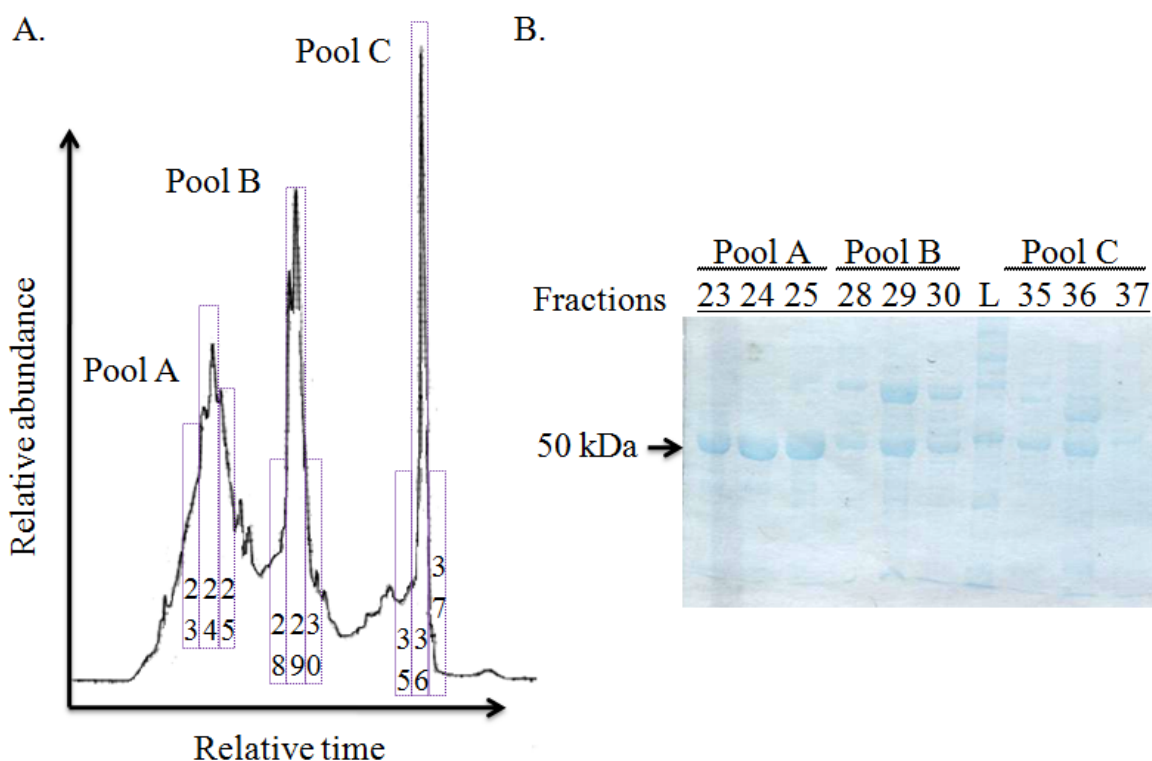 A.
Pool C
Pool B
Pool A
Relative abundance
2 2 2
3 4 5
2 2 3
8 9 0
3
7
3 3
5 6
Relative time
B.
Pool A Pool B Pool C
Fractions 23 24 25 28 29 30 L 35 36 37
50 kDa